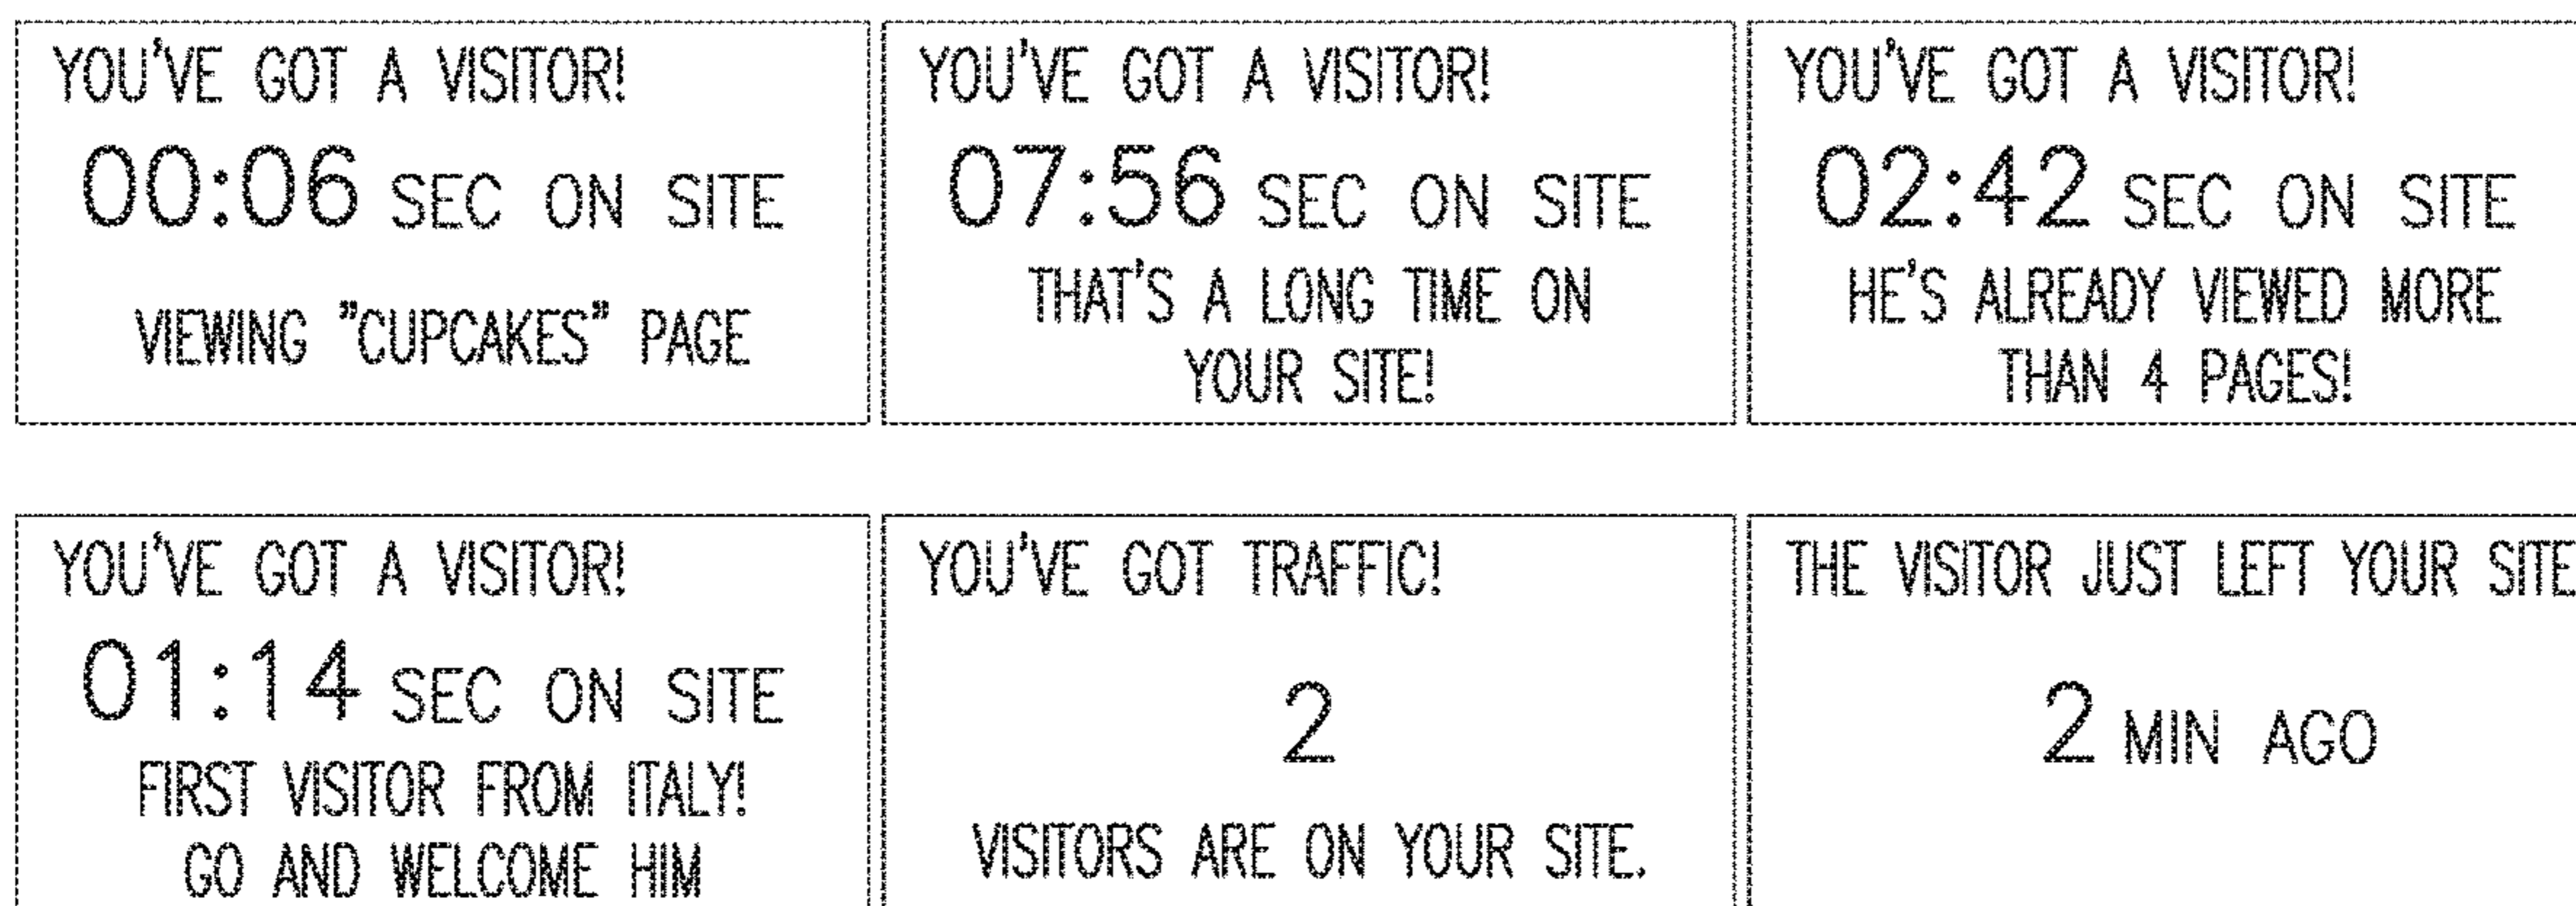 YOU'VE GOT A VISITOR!
00:06 SEC ON SITE
VIEWING "CUPCAKES" PAGE
YOU'VE GOT A VISITOR!
07:56 SEC ON SITE
THAT'S A LONG TIME ON
YOUR SITE!
YOU'VE GOT A VISITOR!
02:42 SEC ON SITE
HE'S ALREADY VIEWED MORE
THAN 4 PAGES!
YOU'VE GOT A VISITOR!
01:14 SEC ON SITE
FIRST VISITOR FROM ITALY!
GO AND WELCOME HIM
YOU'VE GOT TRAFFIC!
2
VISITORS ARE ON YOUR SITE.
THE VISITOR JUST LEFT YOUR SITE
2 MIN AGO